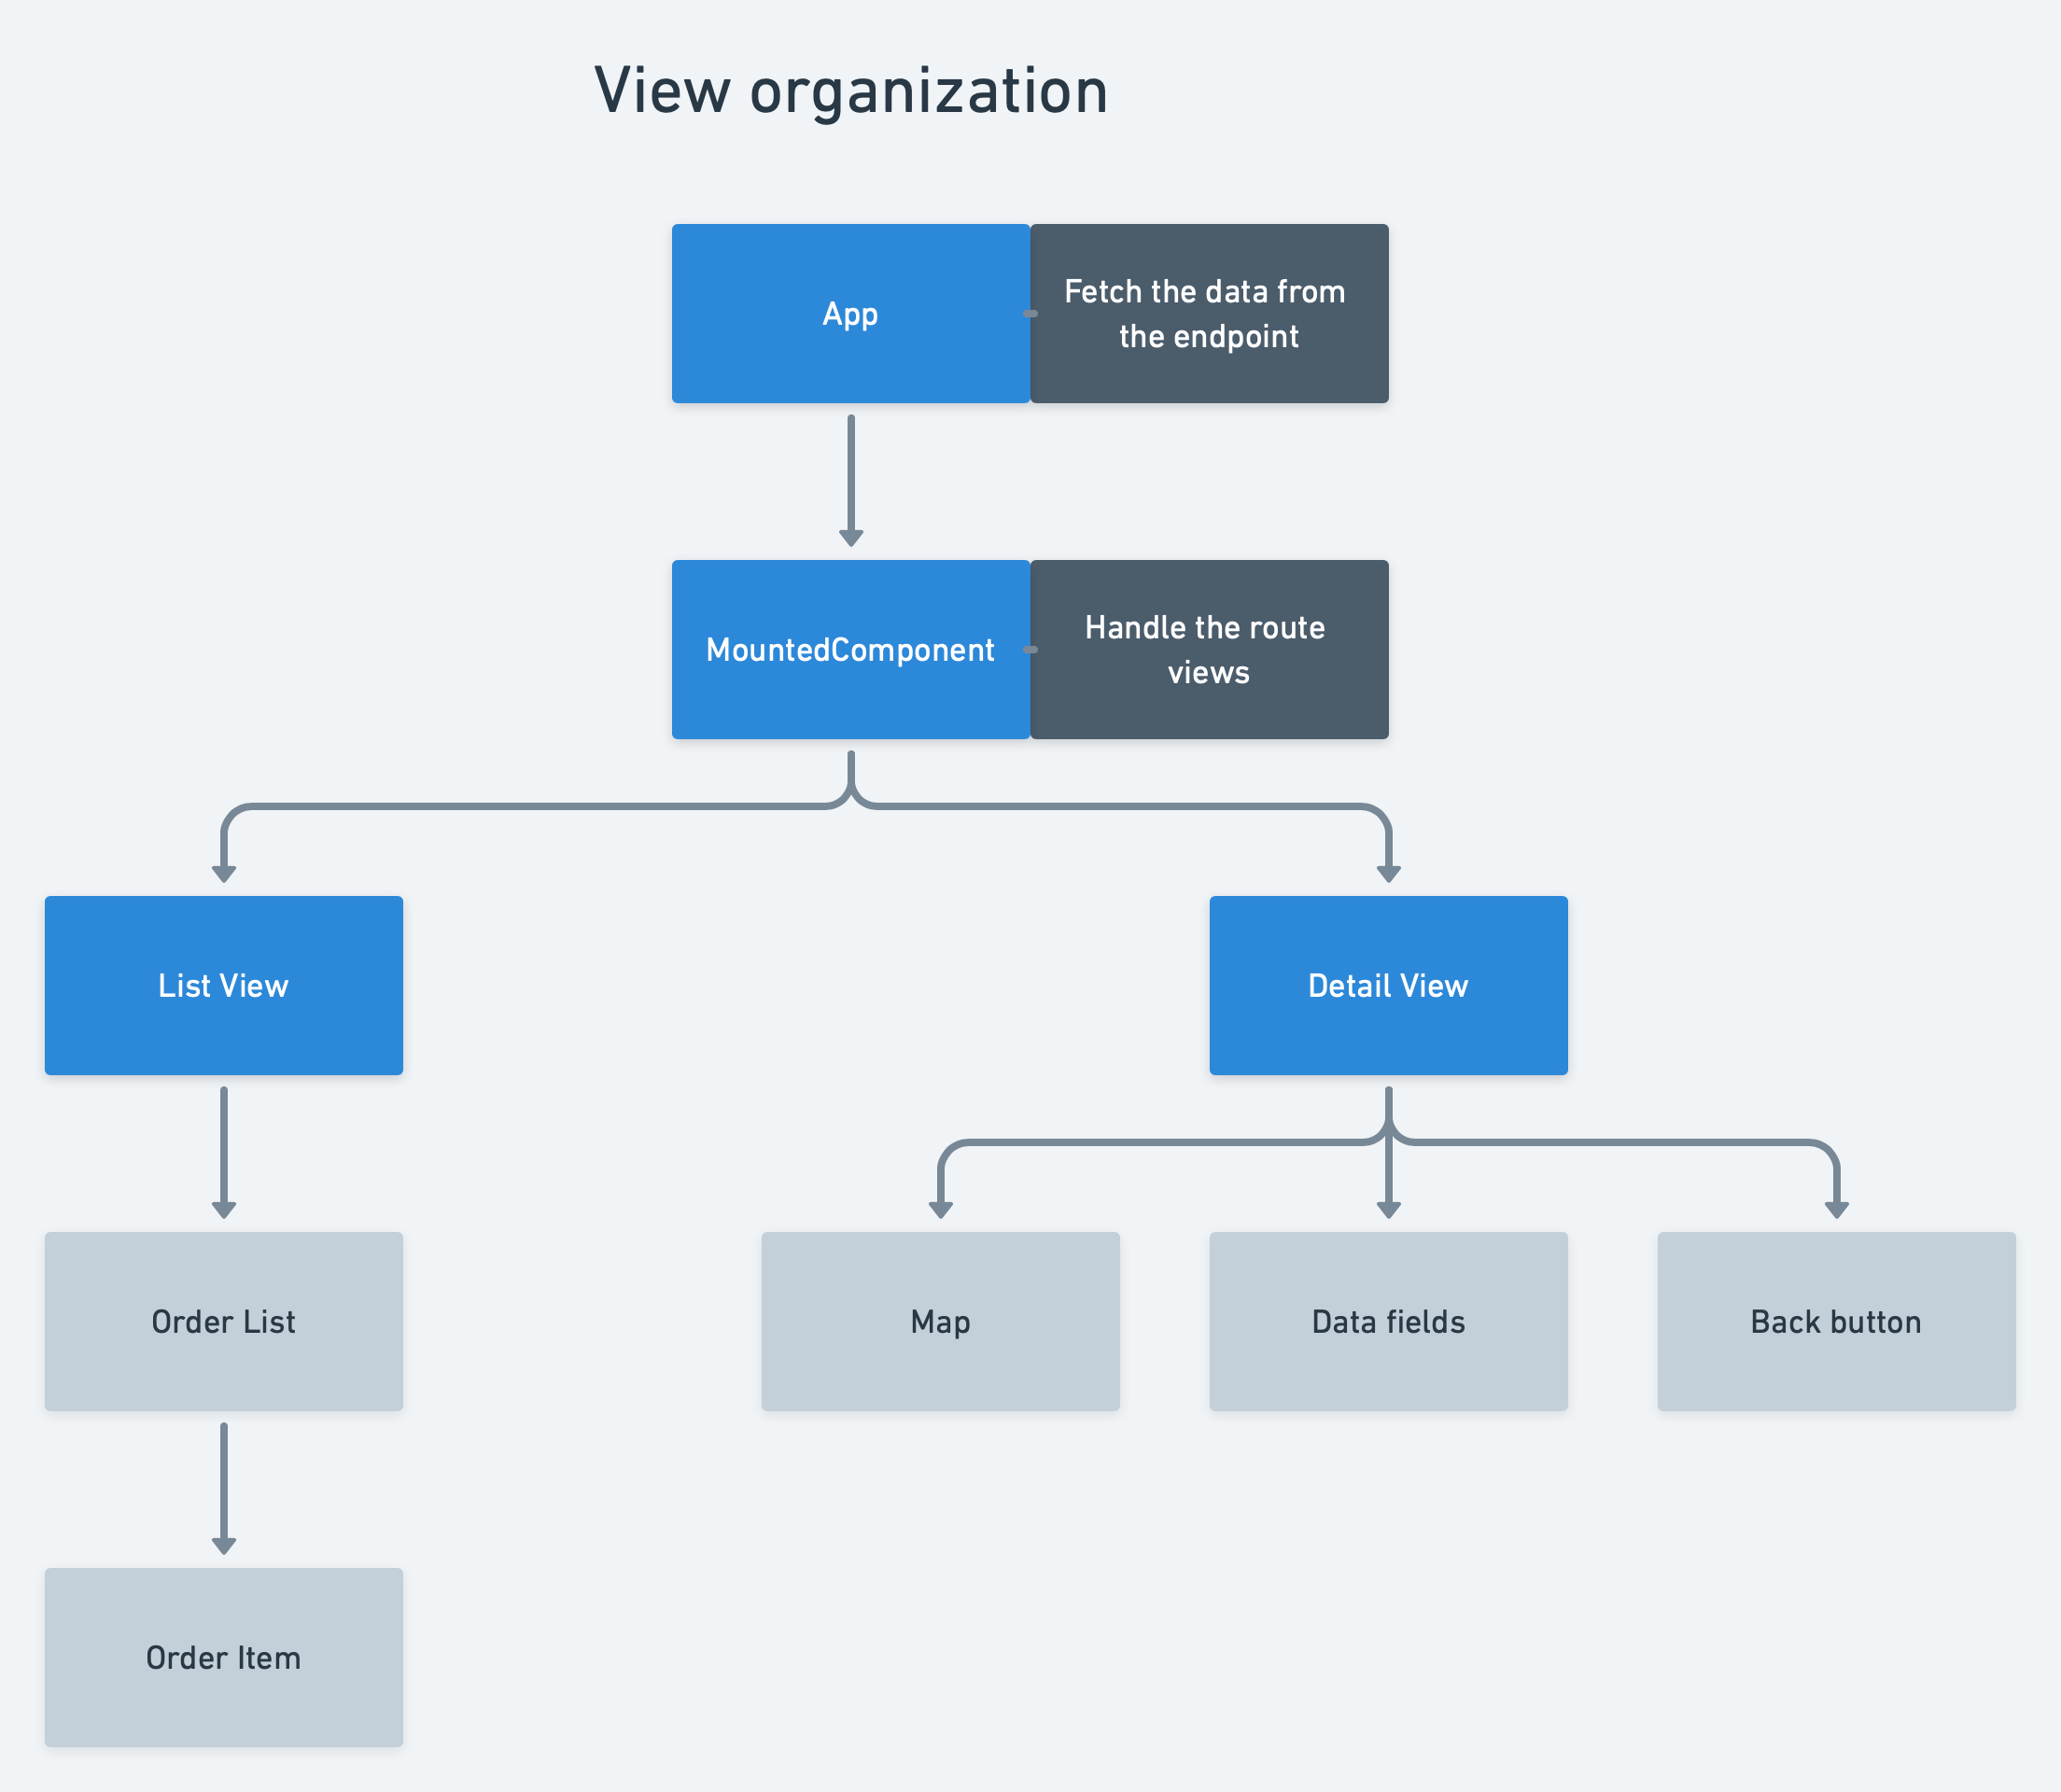 View organization
App
Fetch the data from
the endpoint
MountedComponent
Handle the route
views
List View
Detail View
Order List
Map
Data fields
Back button
Order Item